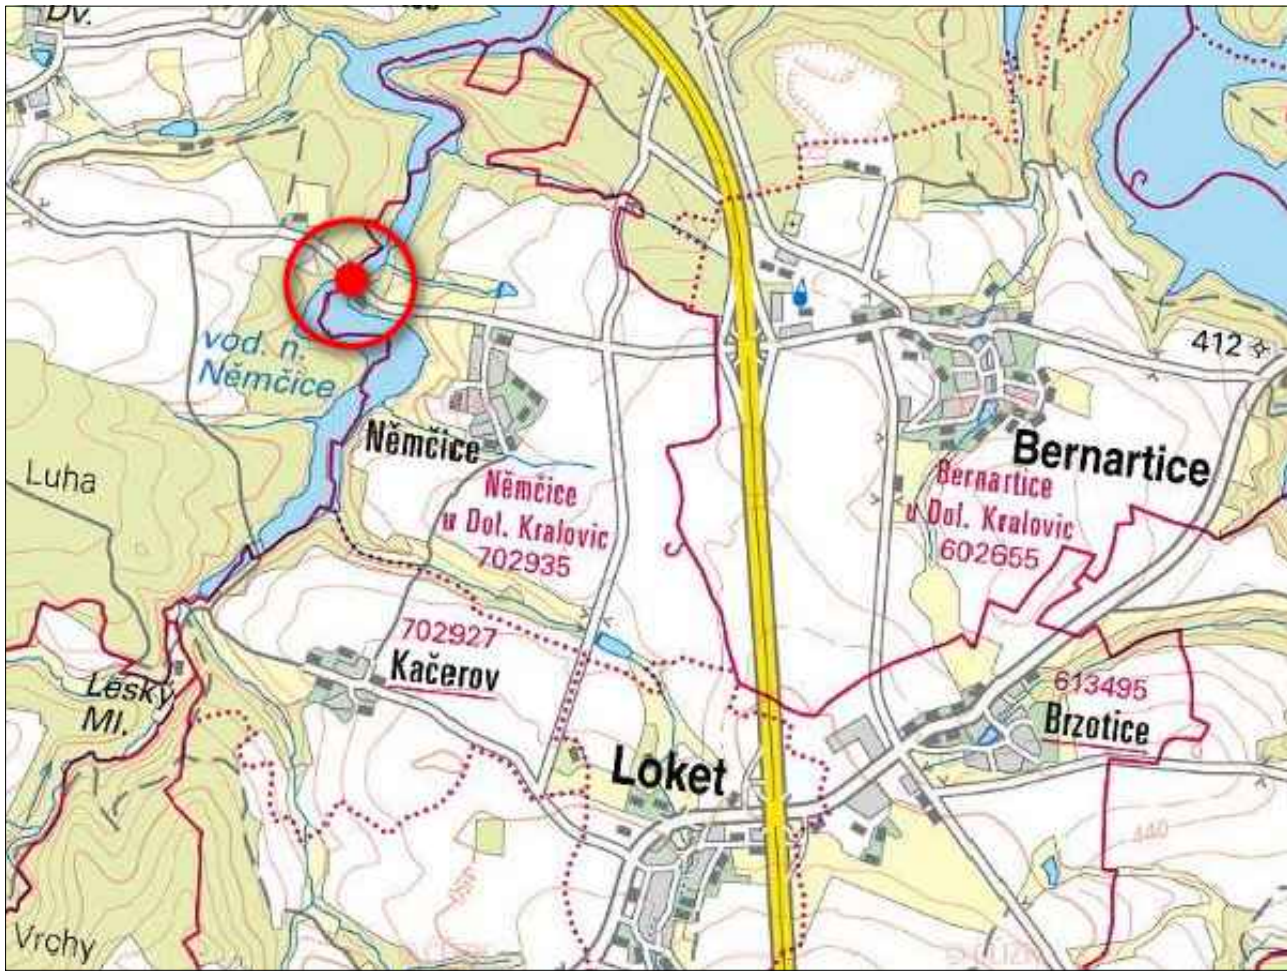 Dv.
412
vod. n.
Němčice
Němčice
Bernartice
Luha
Němčice
u Dol. Kralovic
702935
Bernartice
u Dol. Kralovic
602655
702927
Kačerov
613495
Brzotice
Leský
Ml.
Loket
440
Vrchy